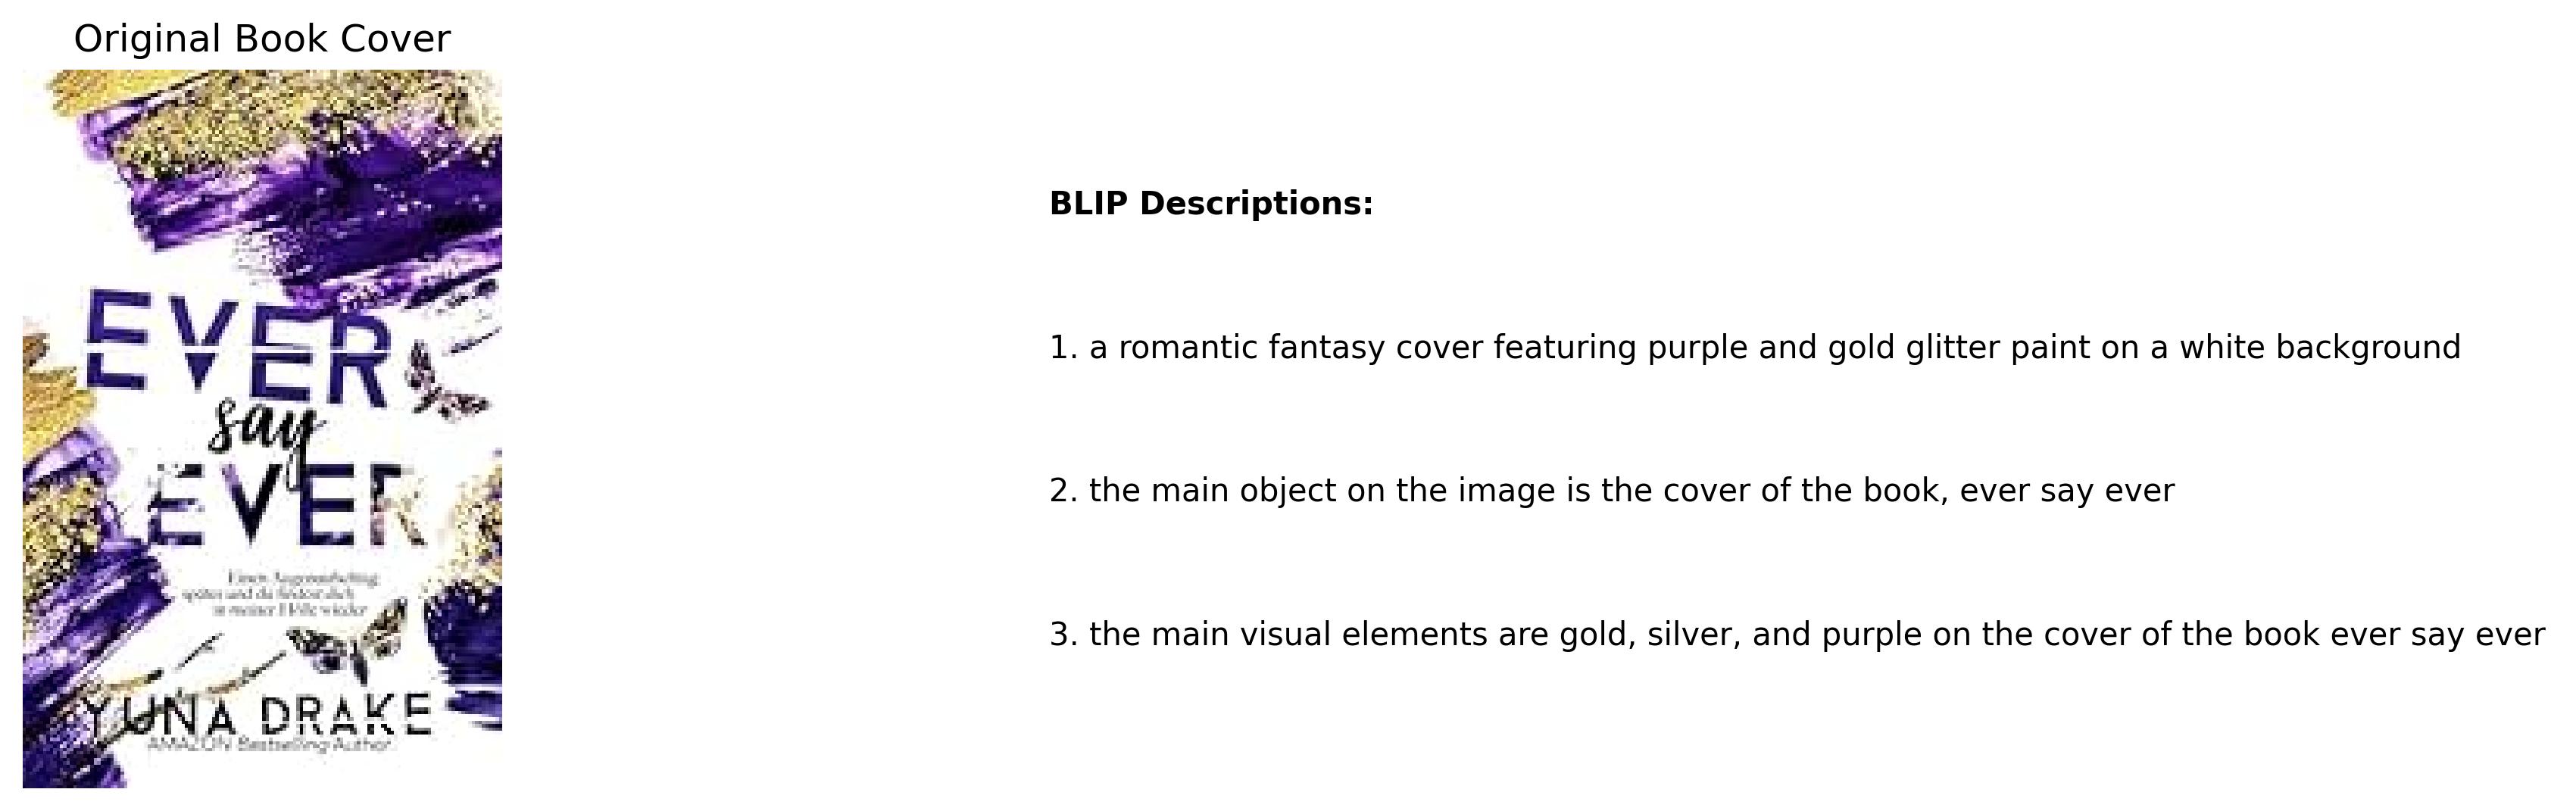 Original Book Cover
EVER
say
EVER
Einen Augenaufschlag
später und du findest dich
in meiner Hölle wieder
YUNA DRAKE
AMAZON Bestselling Author
BLIP Descriptions:
1. a romantic fantasy cover featuring purple and gold glitter paint on a white background
2. the main object on the image is the cover of the book, ever say ever
3. the main visual elements are gold, silver, and purple on the cover of the book ever say ever